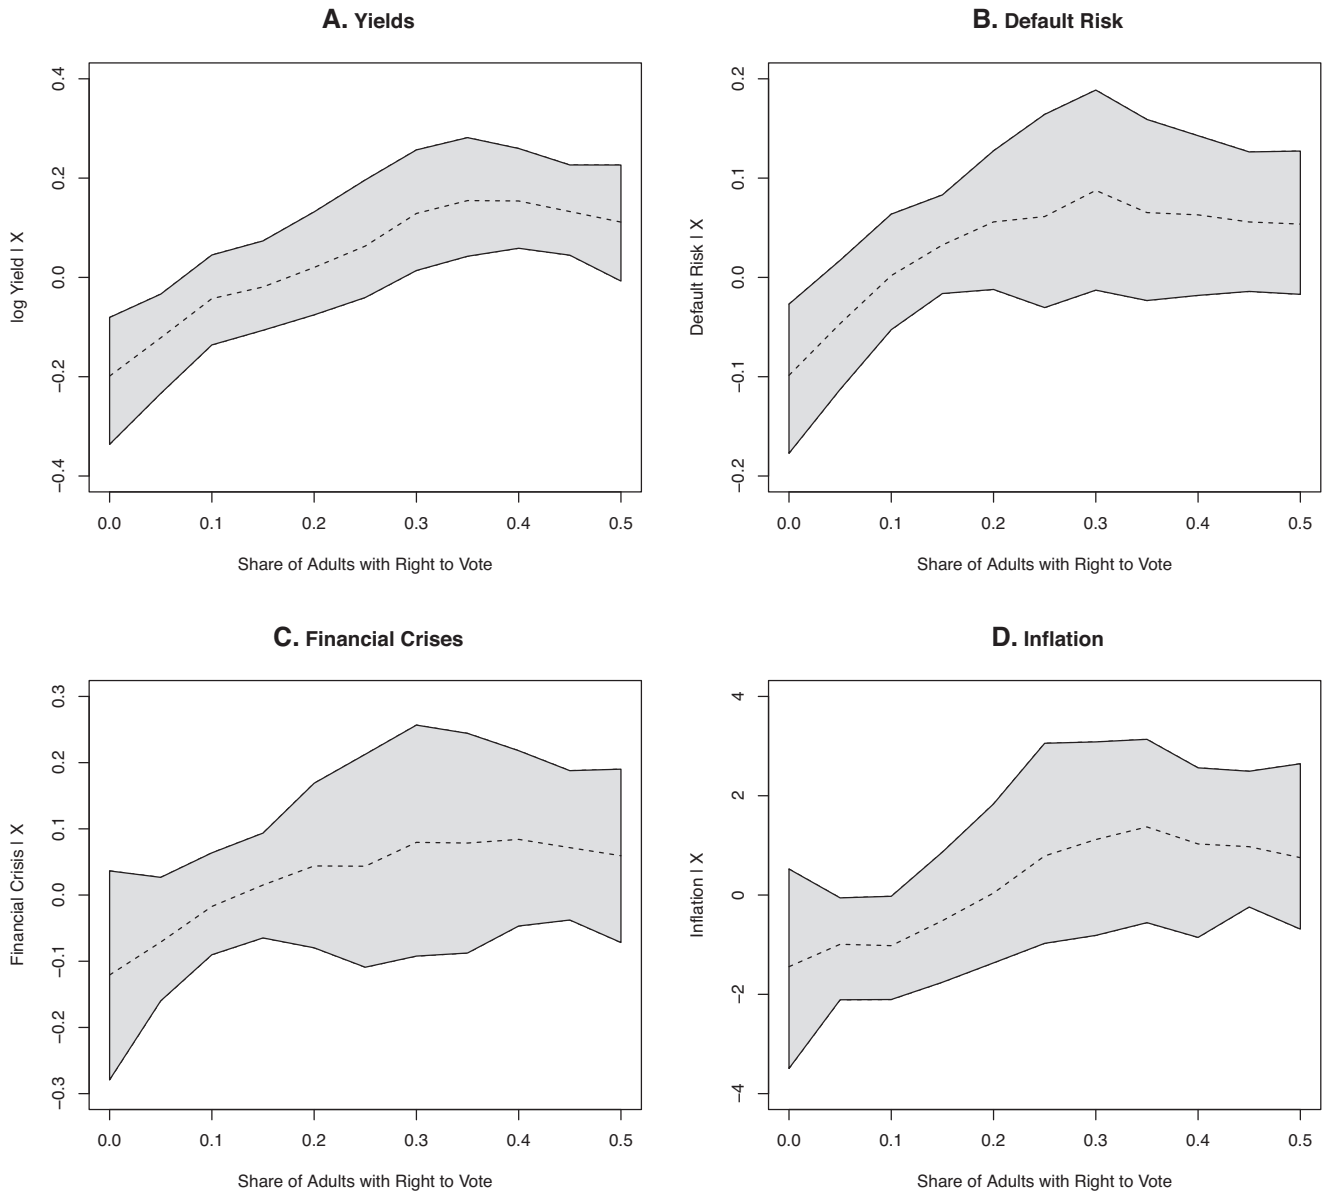 A. Yields
0.4
0.2
0.0
−0.2
−0.4
log Yield | X
0.0 0.1 0.2 0.3 0.4 0.5
Share of Adults with Right to Vote
B. Default Risk
0.2
0.1
0.0
−0.1
−0.2
Default Risk | X
0.0 0.1 0.2 0.3 0.4 0.5
Share of Adults with Right to Vote
C. Financial Crises
0.3
0.2
0.1
0.0
−0.1
−0.2
−0.3
Financial Crisis | X
0.0 0.1 0.2 0.3 0.4 0.5
Share of Adults with Right to Vote
D. Inflation
4
2
0
−2
−4
Inflation | X
0.0 0.1 0.2 0.3 0.4 0.5
Share of Adults with Right to Vote